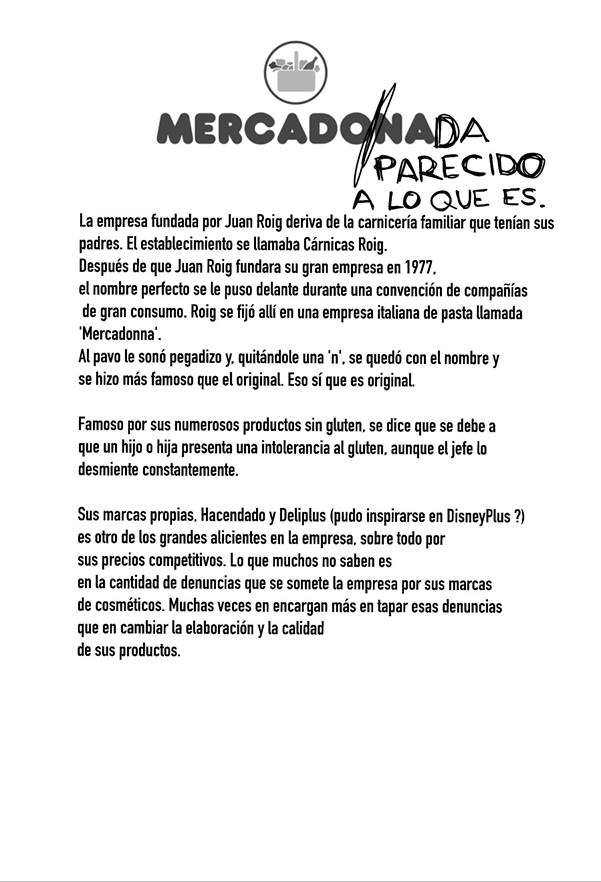 MERCADONADA
PARECIDO
A LO QUE ES.
La empresa fundada por Juan Roig deriva de la carnicería familiar que tenían sus
padres. El establecimiento se llamaba Cárnicas Roig.
Después de que Juan Roig fundara su gran empresa en 1977,
el nombre perfecto se le puso delante durante una convención de compañías
de gran consumo. Roig se fijó allí en una empresa italiana de pasta llamada
'Mercadonna'.
Al pavo le sonó pegadizo y, quitándole una 'n', se quedó con el nombre y
se hizo más famoso que el original. Eso sí que es original.
Famoso por sus numerosos productos sin gluten, se dice que se debe a
que un hijo o hija presenta una intolerancia al gluten, aunque el jefe lo
desmiente constantemente.
Sus marcas propias, Hacendado y Deliplus (pudo inspirarse en DisneyPlus ?)
es otro de los grandes alicientes en la empresa, sobre todo por
sus precios competitivos. Lo que muchos no saben es
en la cantidad de denuncias que se somete la empresa por sus marcas
de cosméticos. Muchas veces en encargan más en tapar esas denuncias
que en cambiar la elaboración y la calidad
de sus productos.